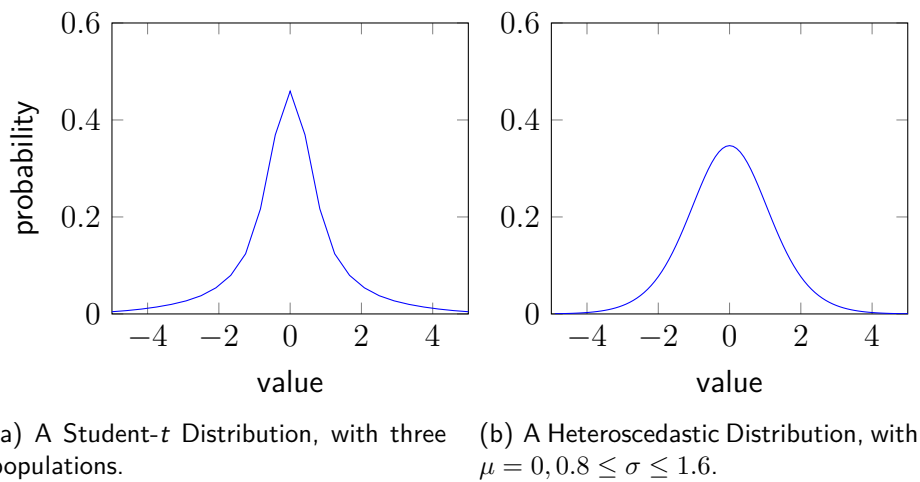 0.6
0.4
0.2
0
probability
−4 −2 0 2 4
value
0.6
0.4
0.2
0
−4 −2 0 2 4
value
a) A Student-t Distribution, with three
populations.
(b) A Heteroscedastic Distribution, with
μ = 0, 0.8 ≤ σ ≤ 1.6.